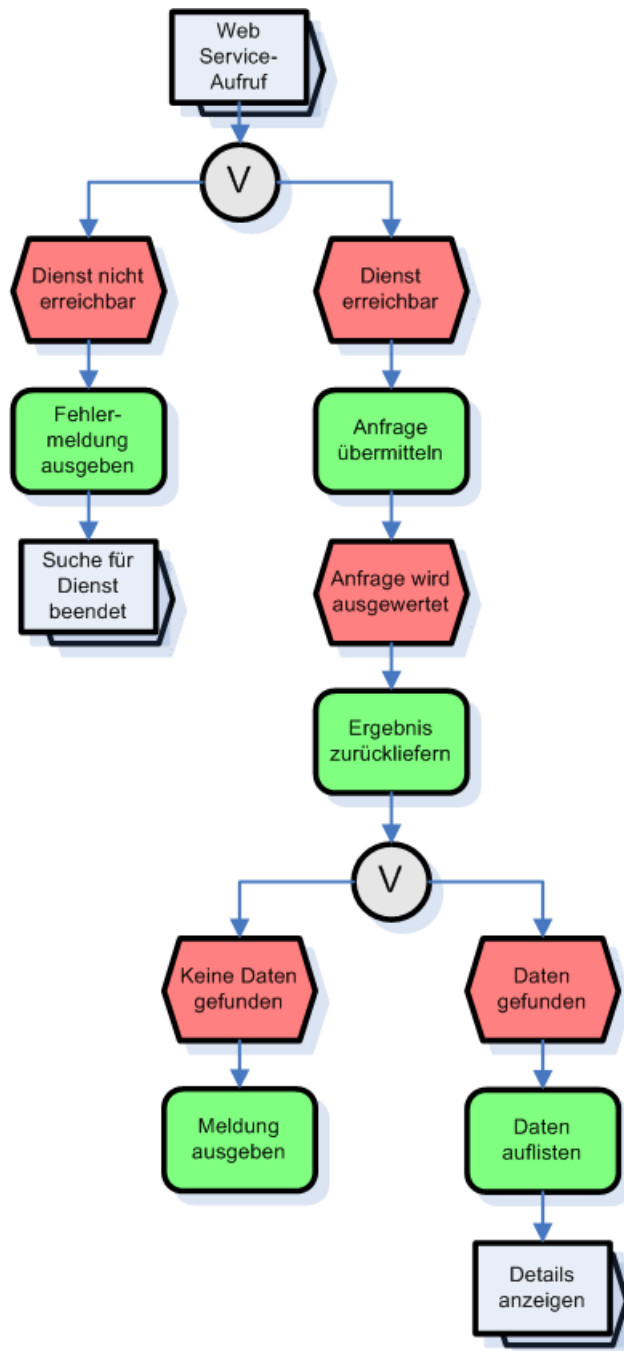 Web
Service-
Aufruf
V
Dienst nicht
erreichbar
Dienst
erreichbar
Fehler-
meldung
ausgeben
Anfrage
übermitteln
Suche für
Dienst
beendet
Anfrage wird
ausgewertet
Ergebnis
zurückliefern
V
Keine Daten
gefunden
Daten
gefunden
Meldung
ausgeben
Daten
auflisten
Details
anzeigen